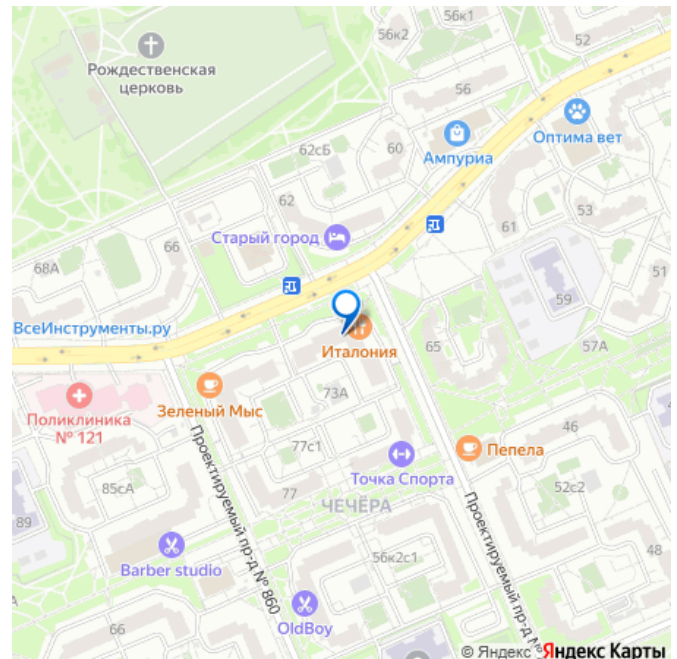 56к1
56к2
52
Рождественская
церковь
56
Оптима вет
60
Ампуриа
62сБ
62
53
Старый город
61
66
51
68А
59
ВсеИнструменты.ру
Италония
65
57А
73А
Поликлиника
№ 121
Зеленый Мыс
46
77с1
Пепела
Точка Спорта
85сА
77
52с2
ЧЕЧЁРА
89
Проектируемый пр-д № 860
Проектируемый пр-д №
48
56к2с1
Barber studio
OldBoy
66
© Яндекс Яндекс Карты